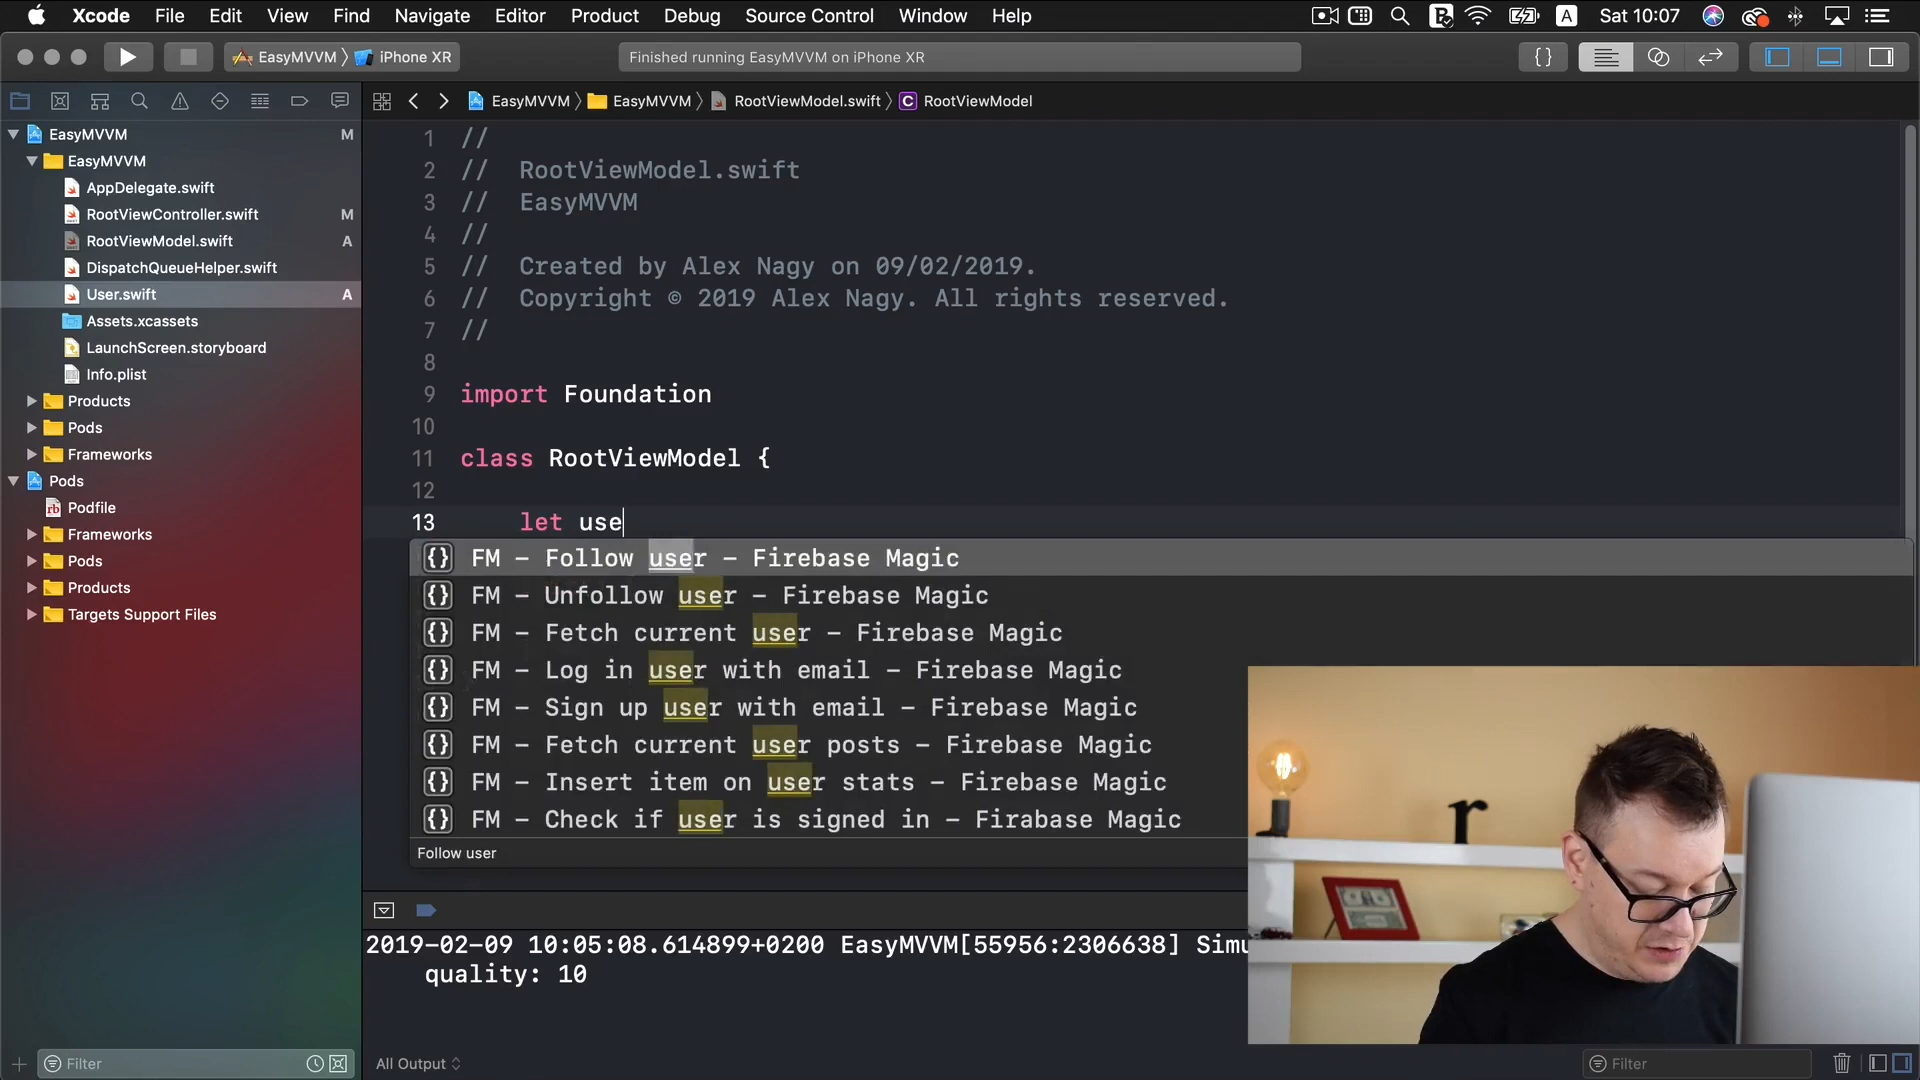 Xcode File Edit View Find Navigate Editor Product Debug Source Control Window Help A Sat 10:07
EasyMVVM iPhone XR Finished running EasyMVVM on iPhone XR {}
EasyMVVM EasyMVVM RootViewModel.swift C RootViewModel
EasyMVVM M
EasyMVVM
AppDelegate.swift
RootViewController.swift M
RootViewModel.swift A
DispatchQueueHelper.swift
User.swift A
Assets.xcassets
LaunchScreen.storyboard
Info.plist
Products
Pods
Frameworks
Pods
Podfile
Frameworks
Pods
Products
Targets Support Files
Filter
1 //
2 // RootViewModel.swift
3 // EasyMVVM
4 //
5 // Created by Alex Nagy on 09/02/2019.
6 // Copyright © 2019 Alex Nagy. All rights reserved.
7 //
8
9 import Foundation
10
11 class RootViewModel {
12
13 let use
{} FM - Follow user - Firebase Magic
{} FM - Unfollow user - Firebase Magic
{} FM - Fetch current user - Firebase Magic
{} FM - Log in user with email - Firebase Magic
{} FM - Sign up user with email - Firebase Magic
{} FM - Fetch current user posts - Firebase Magic
{} FM - Insert item on user stats - Firebase Magic
{} FM - Check if user is signed in - Firabase Magic
Follow user
2019-02-09 10:05:08.614899+0200 EasyMVVM[55956:2306638] Simu
quality: 10
All Output
Filter